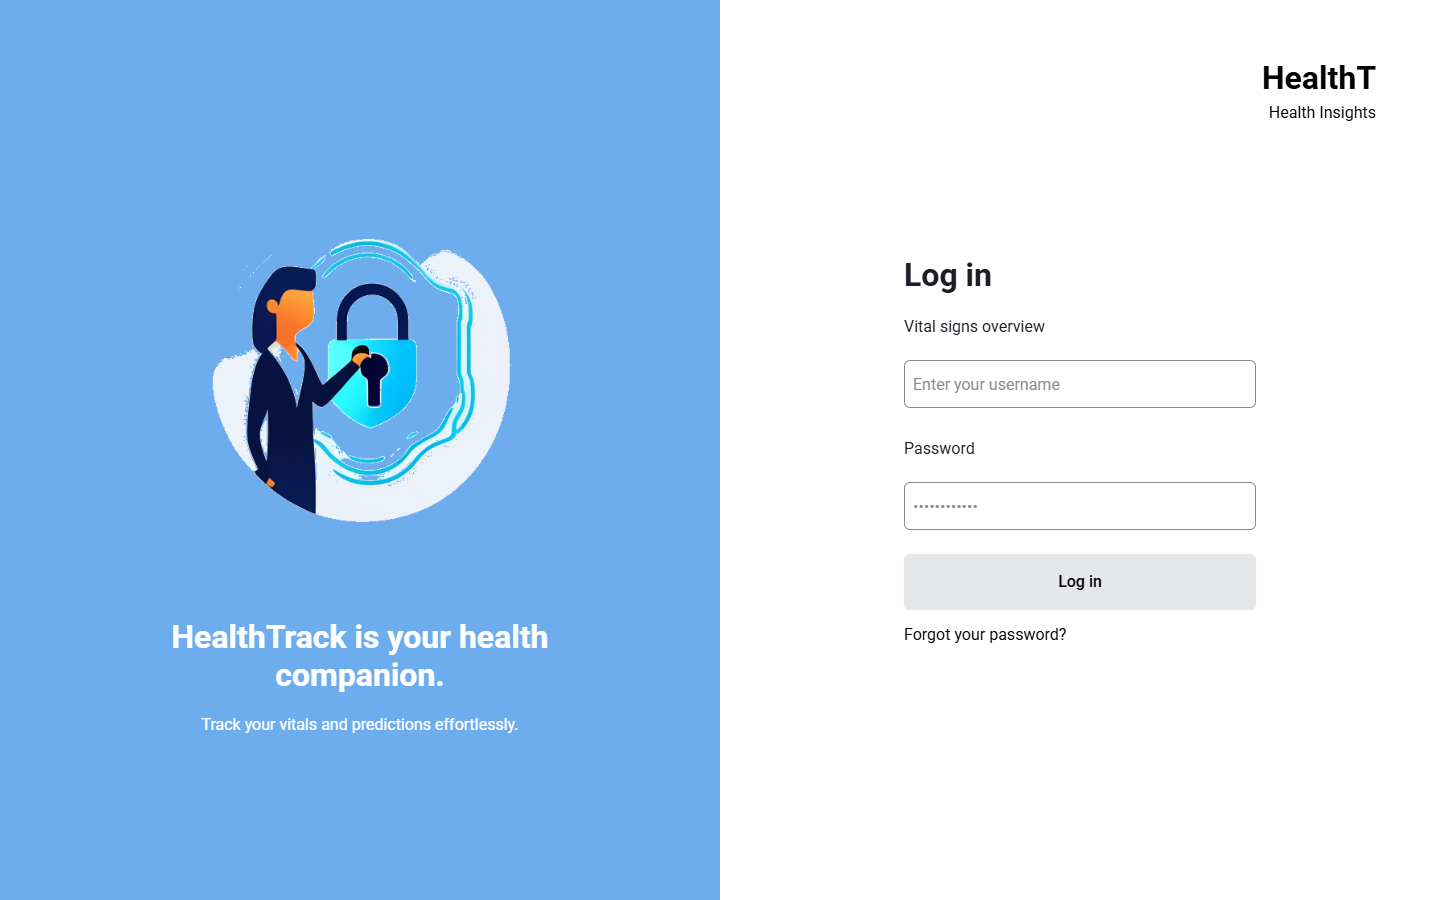 HealthTrack is your health
companion.
Track your vitals and predictions effortlessly.
HealthT
Health Insights
Log in
Vital signs overview
Enter your username
Password
••••••••••••
Log in
Forgot your password?